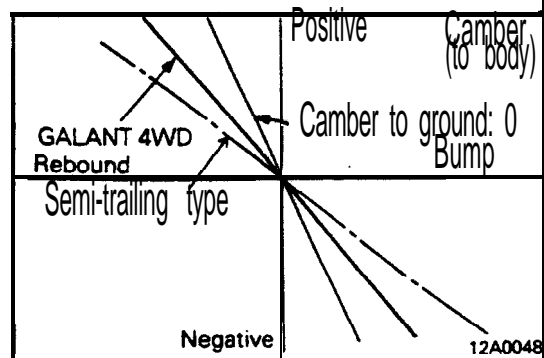 Positive
Camber
(to body)
Camber to ground: 0
GALANT 4WD
Rebound
Bump
Semi-trailing type
Negative
12A0048